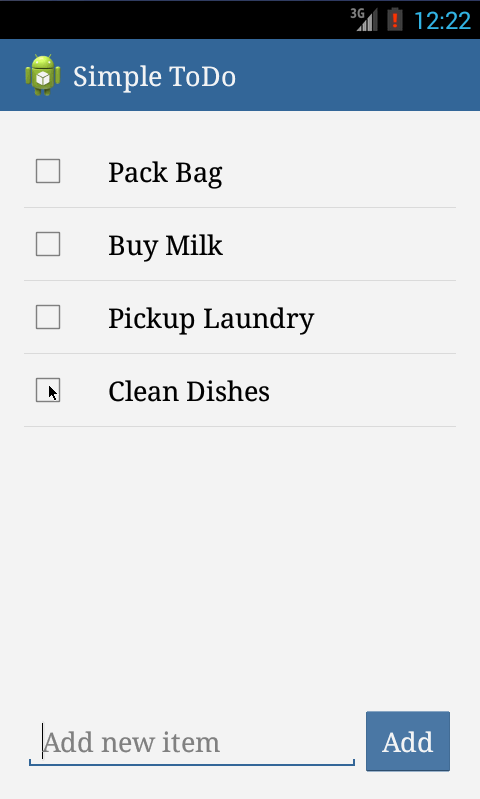 3G 12:22
Simple ToDo
Pack Bag
Buy Milk
Pickup Laundry
Clean Dishes
Add new item Add